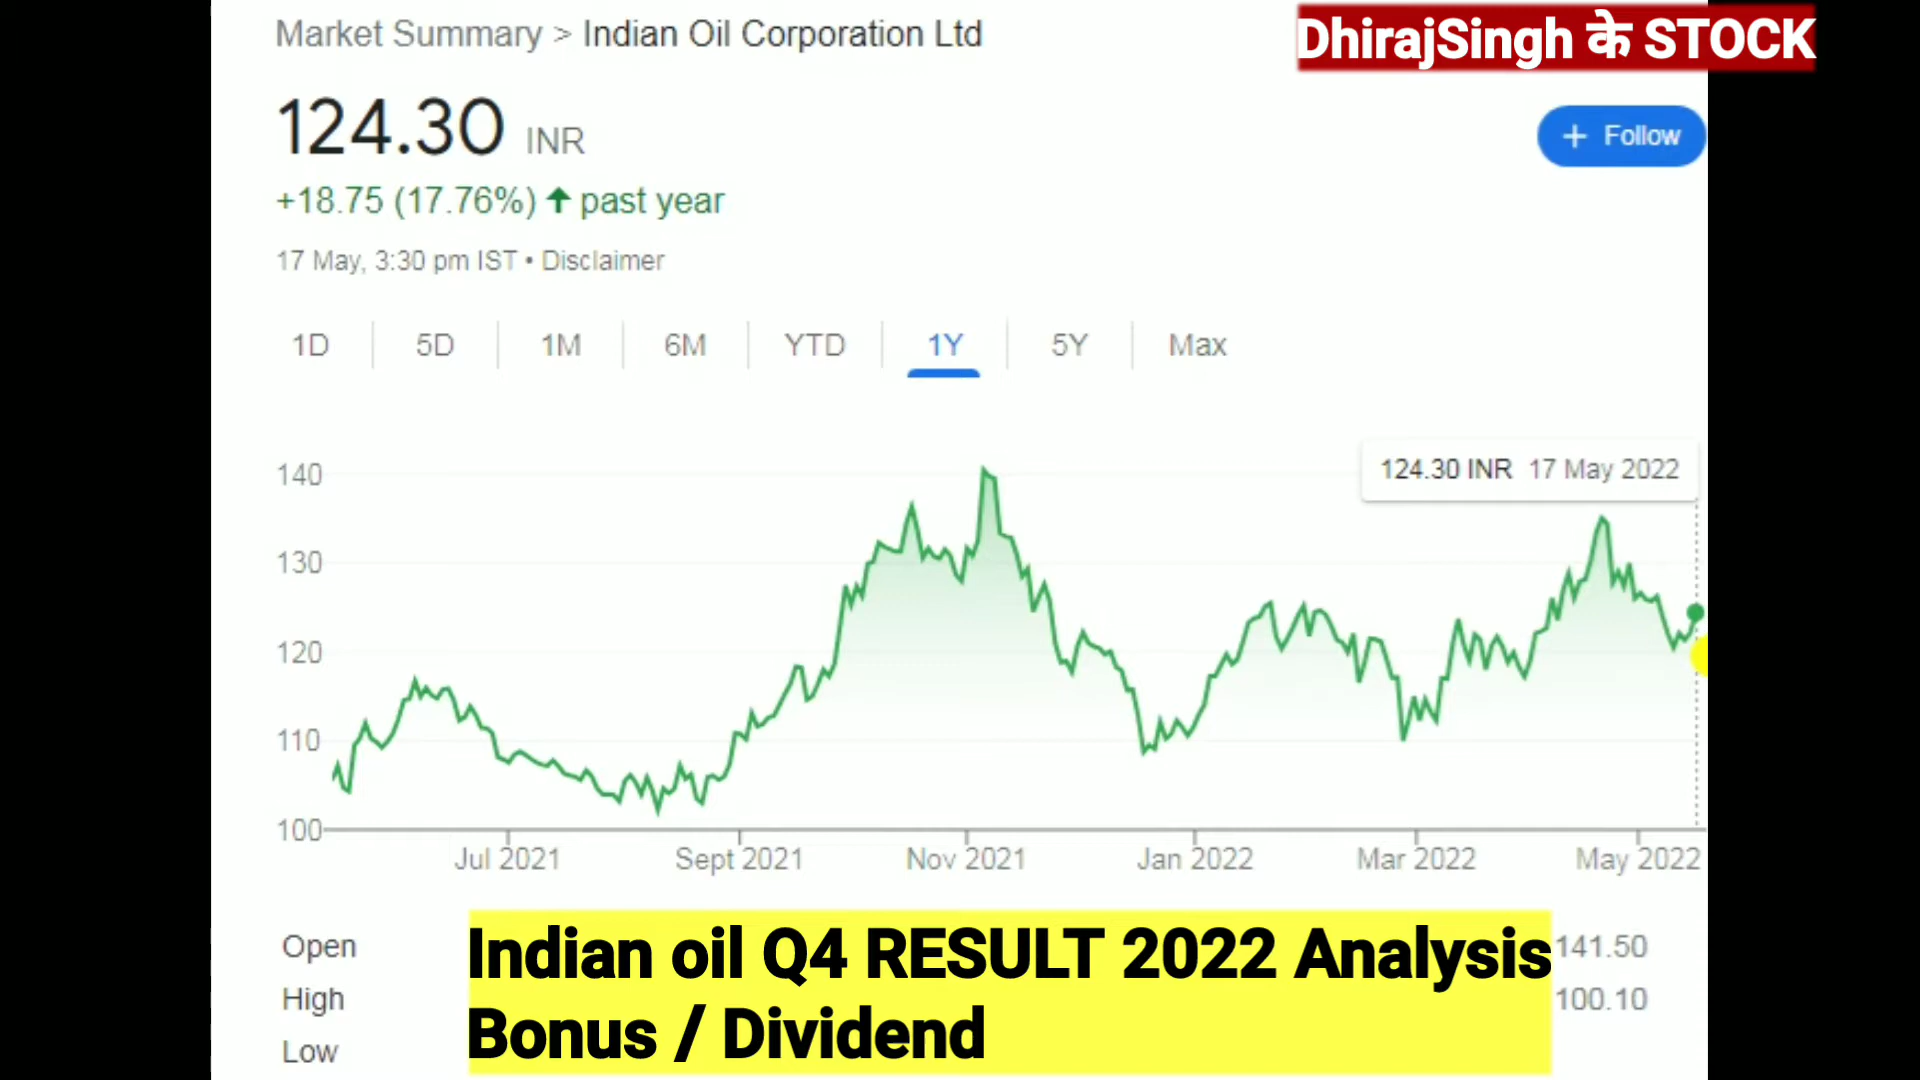 Market Summary > Indian Oil Corporation Ltd
DhirajSingh के STOCK
124.30 INR
+ Follow
+18.75 (17.76%) ↑ past year
17 May, 3:30 pm IST • Disclaimer
1D 5D 1M 6M YTD 1Y 5Y Max
124.30 INR 17 May 2022
140
130
120
110
100
Jul 2021 Sept 2021 Nov 2021 Jan 2022 Mar 2022 May 2022
Open
High
Low
Indian oil Q4 RESULT 2022 Analysis
Bonus / Dividend
141.50
100.10